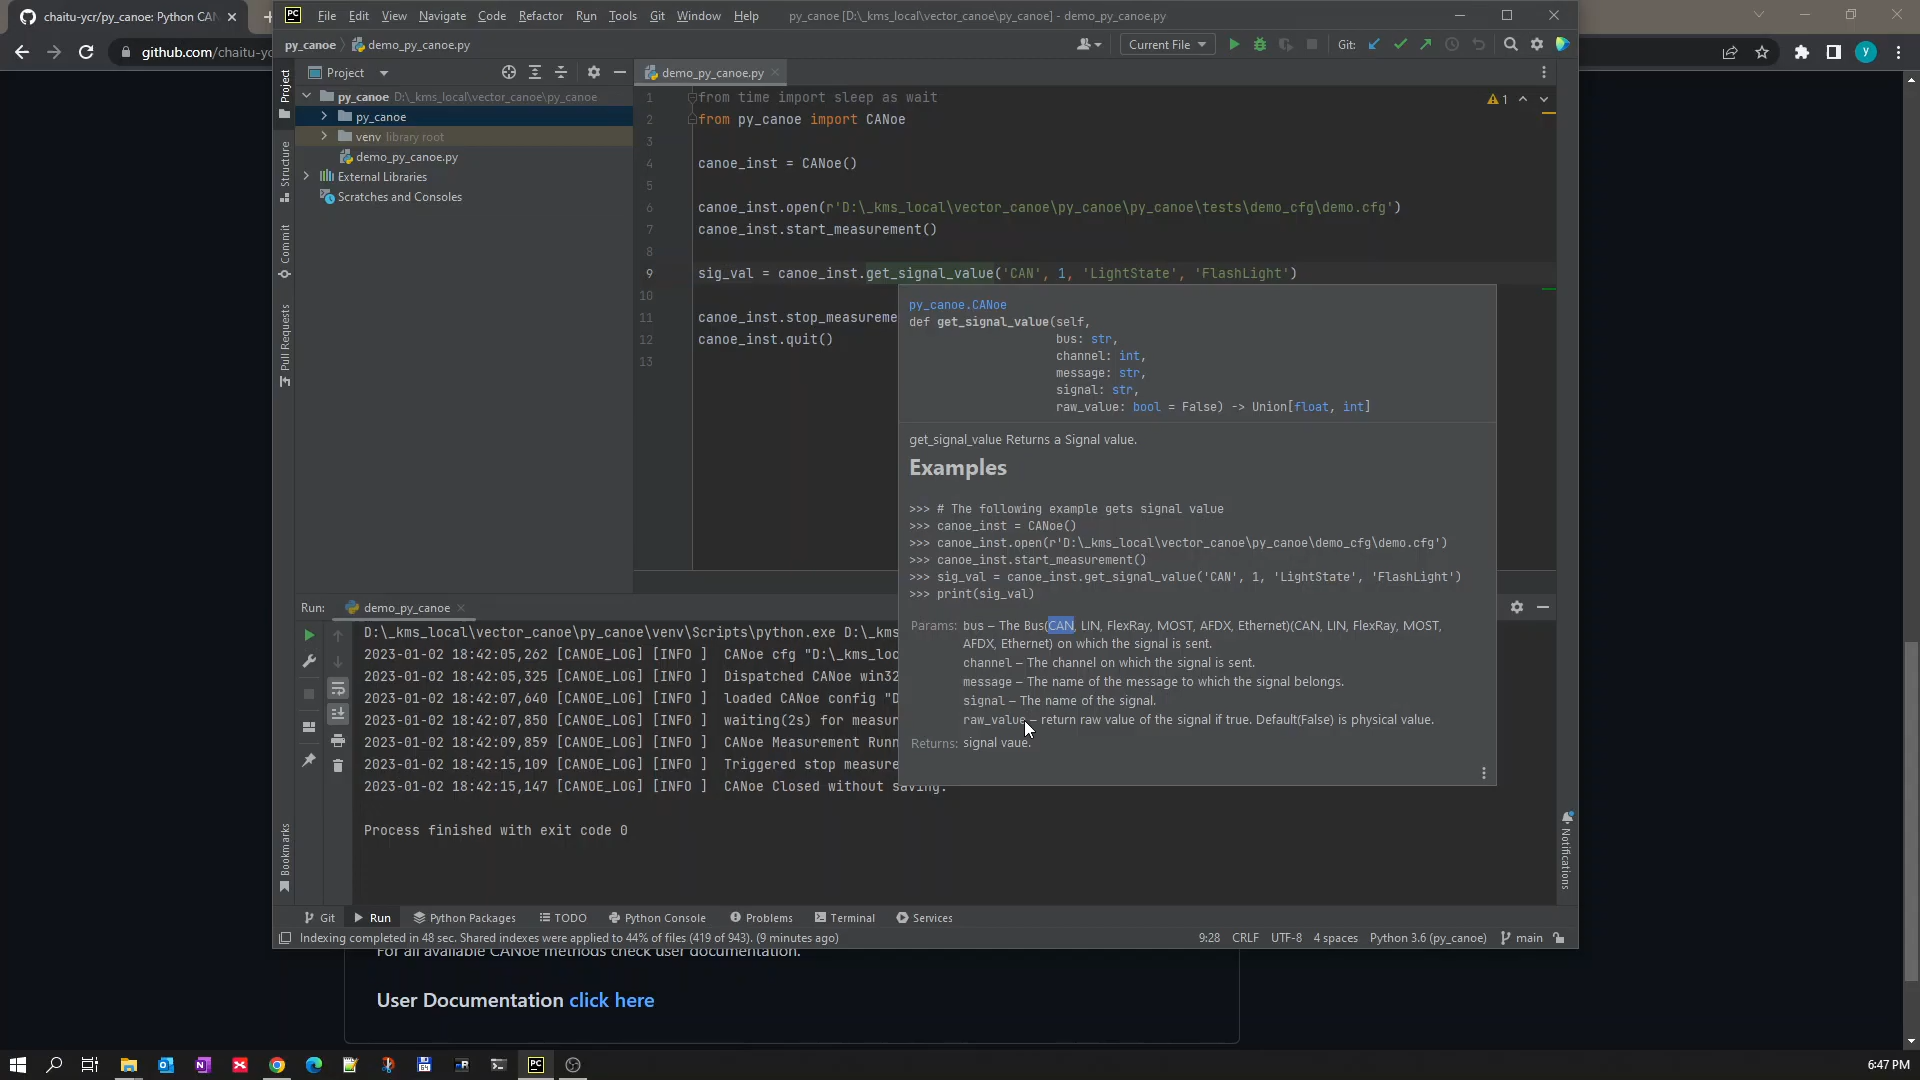 chaitu-ycr/py_canoe: Python CAN
File Edit View Navigate Code Refactor Run Tools Git Window Help py_canoe [D:\_kms_local\vector_canoe\py_canoe] - demo_py_canoe.py
github.com/chaitu-yc
y
py_canoe demo_py_canoe.py
Current File
Git:
Project
demo_py_canoe.py
py_canoe D:\_kms_local\vector_canoe\py_canoe
py_canoe
venv library root
demo_py_canoe.py
External Libraries
Scratches and Consoles
Project
Structure
Commit
Pull Requests
Bookmarks
1 from time import sleep as wait
1
2 from py_canoe import CANoe
3
4 canoe_inst = CANoe()
5
6 canoe_inst.open(r'D:\_kms_local\vector_canoe\py_canoe\py_canoe\tests\demo_cfg\demo.cfg')
7 canoe_inst.start_measurement()
8
9 sig_val = canoe_inst.get_signal_value('CAN', 1, 'LightState', 'FlashLight')
10
11 canoe_inst.stop_measureme
12 canoe_inst.quit()
13
py_canoe.CANoe
def get_signal_value(self,
bus: str,
channel: int,
message: str,
signal: str,
raw_value: bool = False) -> Union[float, int]
get_signal_value Returns a Signal value.
Examples
>>> # The following example gets signal value
>>> canoe_inst = CANoe()
>>> canoe_inst.open(r'D:\_kms_local\vector_canoe\py_canoe\demo_cfg\demo.cfg')
>>> canoe_inst.start_measurement()
>>> sig_val = canoe_inst.get_signal_value('CAN', 1, 'LightState', 'FlashLight')
>>> print(sig_val)
Params: bus – The Bus(CAN, LIN, FlexRay, MOST, AFDX, Ethernet)(CAN, LIN, FlexRay, MOST,
AFDX, Ethernet) on which the signal is sent.
channel – The channel on which the signal is sent.
message – The name of the message to which the signal belongs.
signal – The name of the signal.
raw_value – return raw value of the signal if true. Default(False) is physical value.
Returns: signal vaue.
Run: demo_py_canoe
D:\_kms_local\vector_canoe\py_canoe\venv\Scripts\python.exe D:\_kms
2023-01-02 18:42:05,262 [CANOE_LOG] [INFO ] CANoe cfg "D:\_kms_loc
2023-01-02 18:42:05,325 [CANOE_LOG] [INFO ] Dispatched CANoe win32
2023-01-02 18:42:07,640 [CANOE_LOG] [INFO ] loaded CANoe config "D
2023-01-02 18:42:07,850 [CANOE_LOG] [INFO ] waiting(2s) for measur
2023-01-02 18:42:09,859 [CANOE_LOG] [INFO ] CANoe Measurement Runn
2023-01-02 18:42:15,109 [CANOE_LOG] [INFO ] Triggered stop measure
2023-01-02 18:42:15,147 [CANOE_LOG] [INFO ] CANoe Closed without saving.
Process finished with exit code 0
Notifications
Git Run Python Packages TODO Python Console Problems Terminal Services
Indexing completed in 48 sec. Shared indexes were applied to 44% of files (419 of 943). (9 minutes ago)
9:28 CRLF UTF-8 4 spaces Python 3.6 (py_canoe) main
For all available CANoe methods check user documentation.
User Documentation click here
6:47 PM